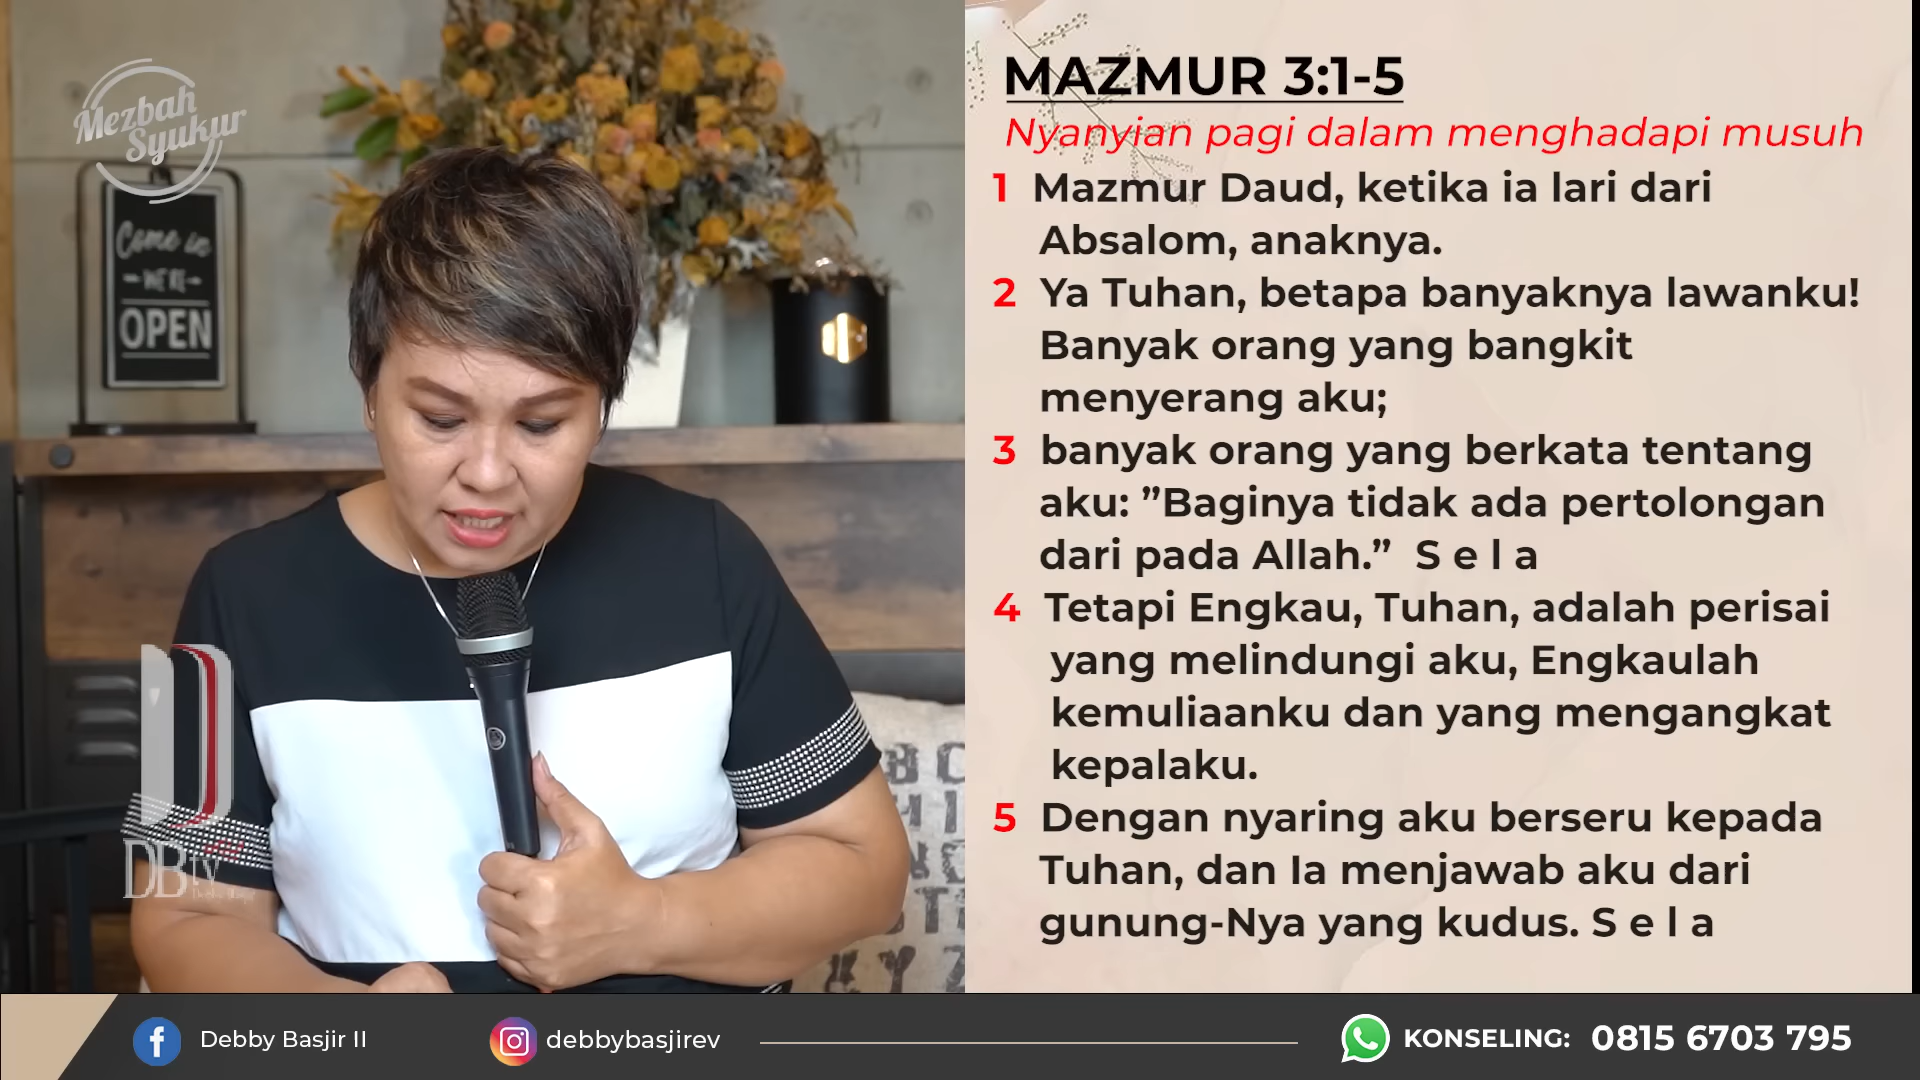 Mezbah
Syukur
Come in
WE'RE
OPEN
DBtv
MAZMUR 3:1-5
Nyanyian pagi dalam menghadapi musuh
1 Mazmur Daud, ketika ia lari dari
Absalom, anaknya.
2 Ya Tuhan, betapa banyaknya lawanku!
Banyak orang yang bangkit
menyerang aku;
3 banyak orang yang berkata tentang
aku: ”Baginya tidak ada pertolongan
dari pada Allah.” S e l a
4 Tetapi Engkau, Tuhan, adalah perisai
yang melindungi aku, Engkaulah
kemuliaanku dan yang mengangkat
kepalaku.
5 Dengan nyaring aku berseru kepada
Tuhan, dan Ia menjawab aku dari
gunung-Nya yang kudus. S e l a
Debby Basjir II
debbybasjirev
KONSELING: 0815 6703 795